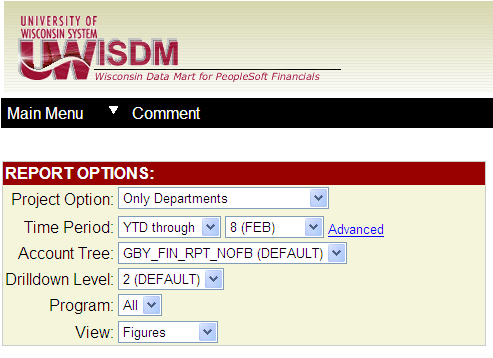 UNIVERSITY OF
WISCONSIN SYSTEM
UWISDM
Wisconsin Data Mart for PeopleSoft Financials
Main Menu Comment
REPORT OPTIONS:
Project Option: Only Departments
Time Period: YTD through 8 (FEB) Advanced
Account Tree: GBY_FIN_RPT_NOFB (DEFAULT)
Drilldown Level: 2 (DEFAULT)
Program: All
View: Figures